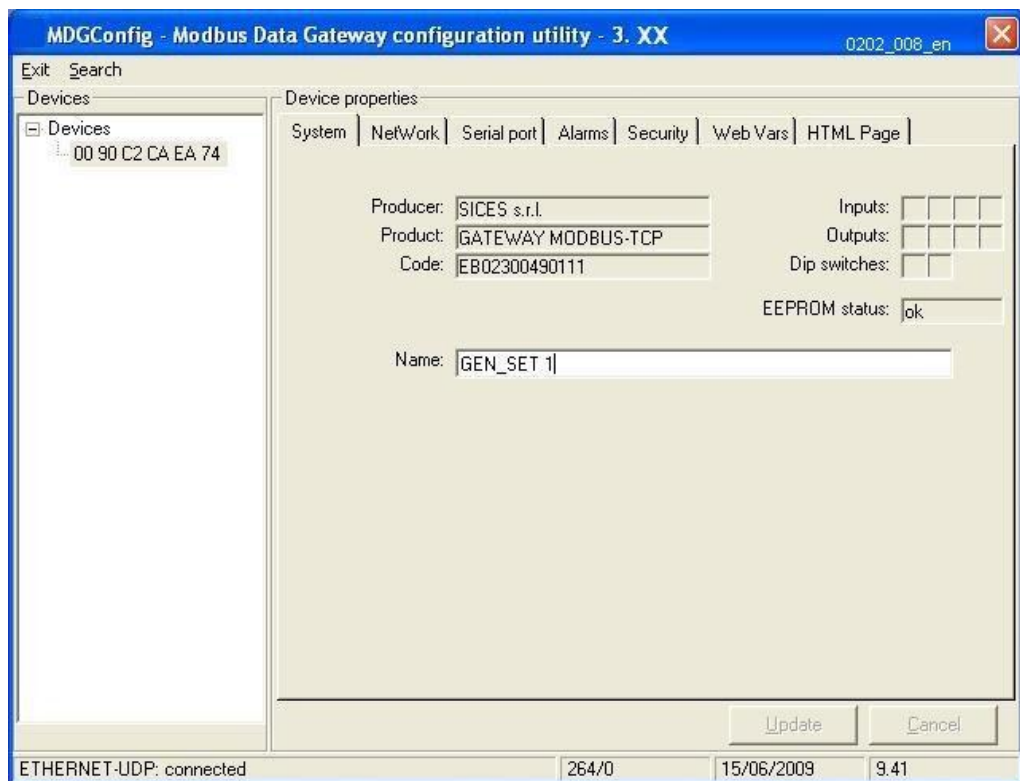 MDGConfig - Modbus Data Gateway configuration utility - 3. XX
0202_008_en
Exit Search
Devices
Devices
00 90 C2 CA EA 74
Device properties
System NetWork Serial port Alarms Security Web Vars HTML Page
Producer: SICES s.r.l. Inputs:
Product: GATEWAY MODBUS-TCP Outputs:
Code: EB02300490111 Dip switches:
EEPROM status: ok
Name: GEN_SET 1
Update Cancel
ETHERNET-UDP: connected 264/0 15/06/2009 9.41